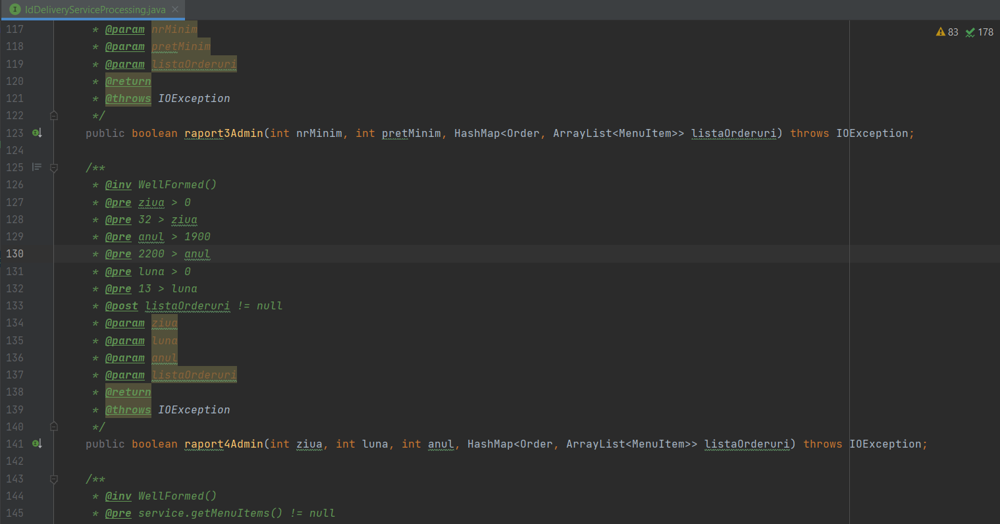 IdDeliveryServiceProcessing.java
83 178
117 * @param nrMinim
118 * @param pretMinim
119 * @param listaOrderuri
120 * @return
121 * @throws IOException
122 */
123 public boolean raport3Admin(int nrMinim, int pretMinim, HashMap<Order, ArrayList<MenuItem>> listaOrderuri) throws IOException;
124
125 /**
126 * @inv WellFormed()
127 * @pre ziua > 0
128 * @pre 32 > ziua
129 * @pre anul > 1900
130 * @pre 2200 > anul
131 * @pre luna > 0
132 * @pre 13 > luna
133 * @post listaOrderuri != null
134 * @param ziua
135 * @param luna
136 * @param anul
137 * @param listaOrderuri
138 * @return
139 * @throws IOException
140 */
141 public boolean raport4Admin(int ziua, int luna, int anul, HashMap<Order, ArrayList<MenuItem>> listaOrderuri) throws IOException;
142
143 /**
144 * @inv WellFormed()
145 * @pre service.getMenuItems() != null